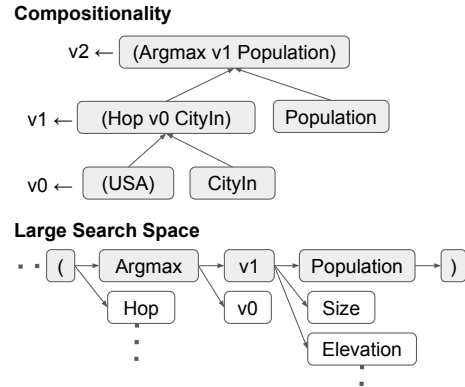 Compositionality
v2 ← (Argmax v1 Population)
v1 ← (Hop v0 CityIn) Population
v0 ← (USA) CityIn
Large Search Space
( Argmax v1 Population )
Hop v0 Size
Elevation